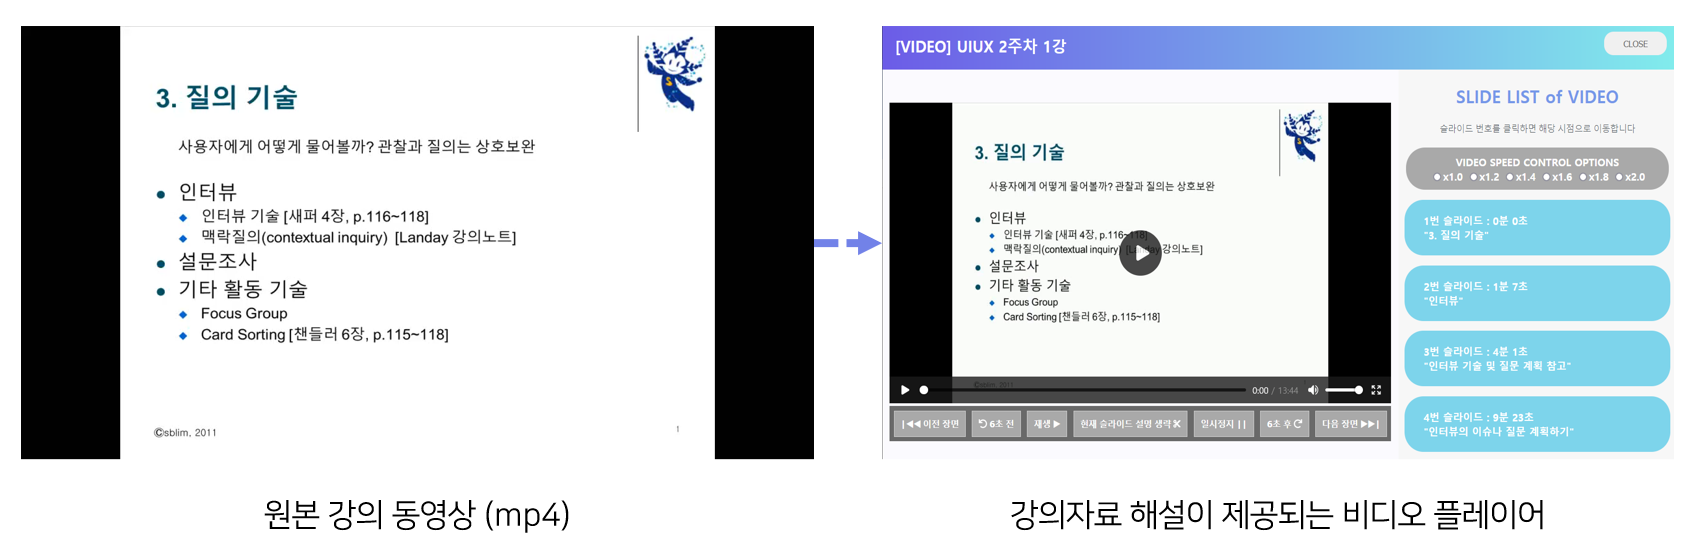 3. 질의 기술
사용자에게 어떻게 물어볼까? 관찰과 질의는 상호보완
인터뷰
인터뷰 기술 [새퍼 4장, p.116~118]
맥락질의(contextual inquiry) [Landay 강의노트]
설문조사
기타 활동 기술
Focus Group
Card Sorting [챈들러 6장, p.115~118]
©sblim, 2011
1
원본 강의 동영상 (mp4)
[VIDEO] UIUX 2주차 1강
CLOSE
3. 질의 기술
사용자에게 어떻게 물어볼까? 관찰과 질의는 상호보완
인터뷰
인터뷰 기술 [새퍼 4장, p.116~118]
맥락질의(contextual inquiry) [Landay 강의노트]
설문조사
기타 활동 기술
Focus Group
Card Sorting [챈들러 6장, p.115~118]
©sblim, 2011
0:00 / 13:44
|◀◀ 이전 장면
6초 전
재생 ▶
현재 슬라이드 설명 생략 ✖
일시정지 ||
6초 후
다음 장면 ▶▶|
SLIDE LIST of VIDEO
슬라이드 번호를 클릭하면 해당 시점으로 이동합니다
VIDEO SPEED CONTROL OPTIONS
x1.0 x1.2 x1.4 x1.6 x1.8 x2.0
1번 슬라이드 : 0분 0초
"3. 질의 기술"
2번 슬라이드 : 1분 7초
"인터뷰"
3번 슬라이드 : 4분 1초
"인터뷰 기술 및 질문 계획 참고"
4번 슬라이드 : 9분 23초
"인터뷰의 이슈나 질문 계획하기"
강의자료 해설이 제공되는 비디오 플레이어